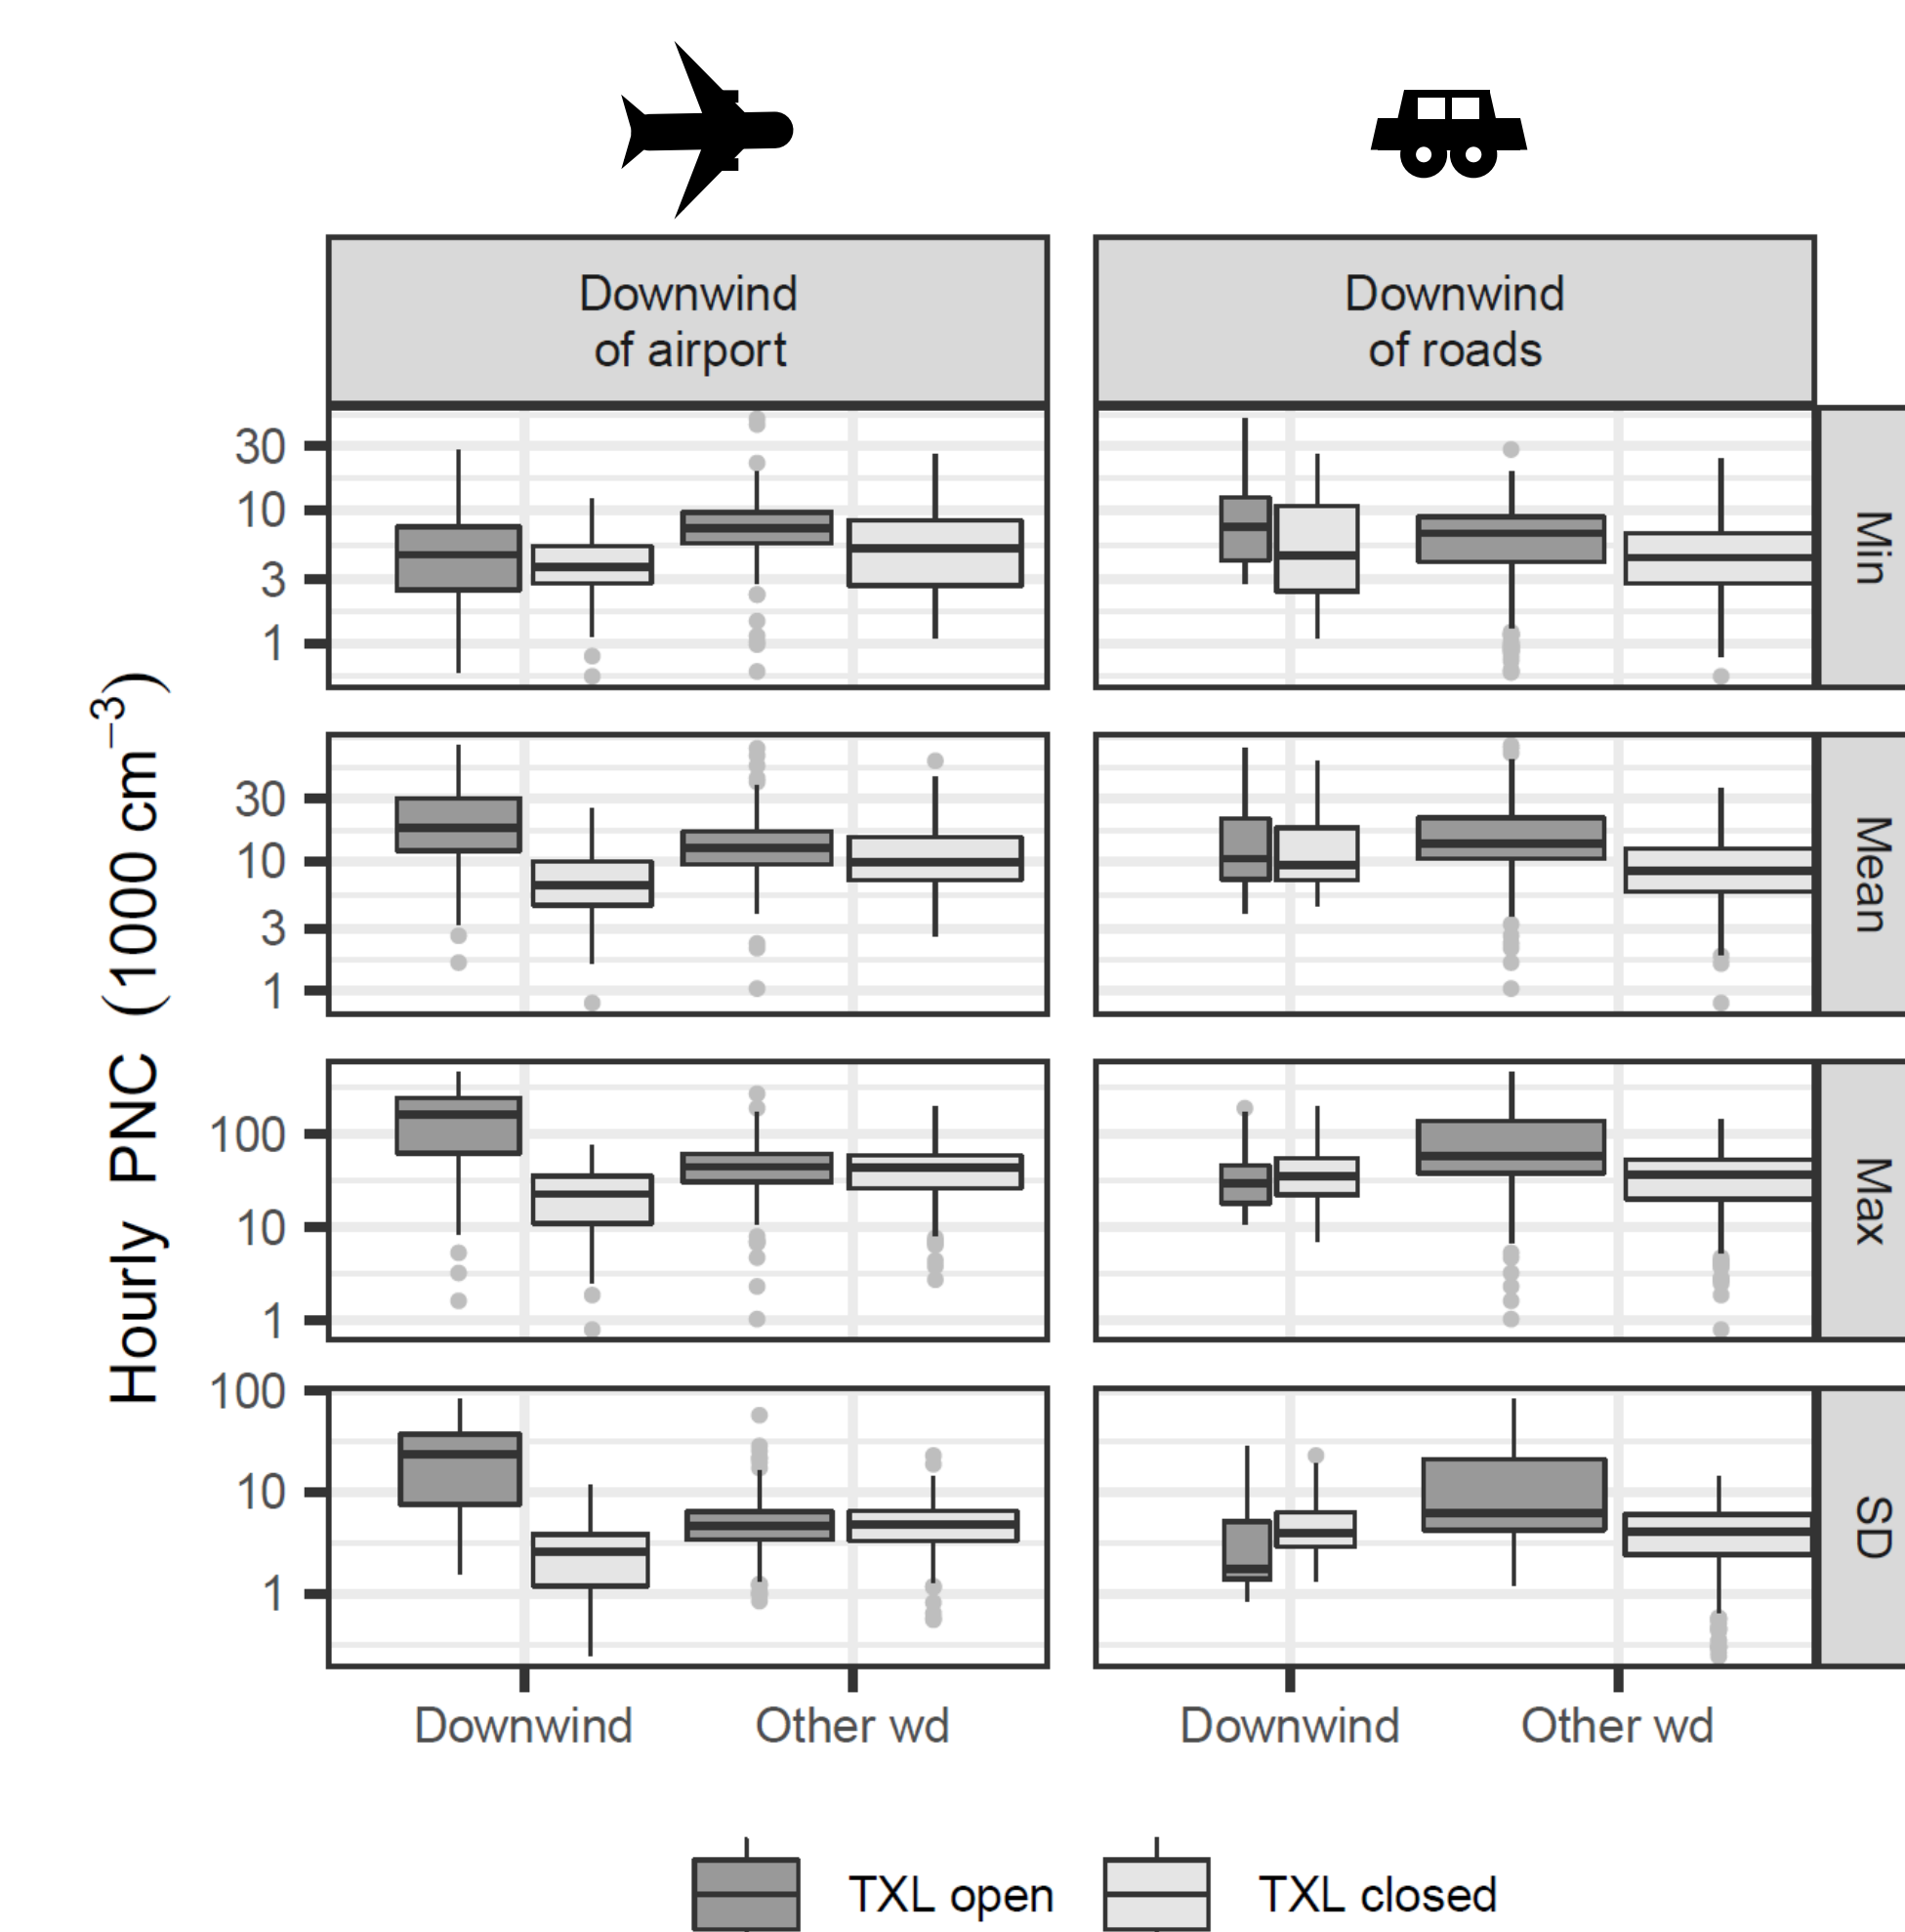 Downwind
of airport
Downwind
of roads
Hourly PNC (1000 cm⁻³)
30
10
3
1
Min
30
10
3
1
Mean
100
10
1
Max
100
10
1
SD
Downwind
Other wd
Downwind
Other wd
TXL open
TXL closed